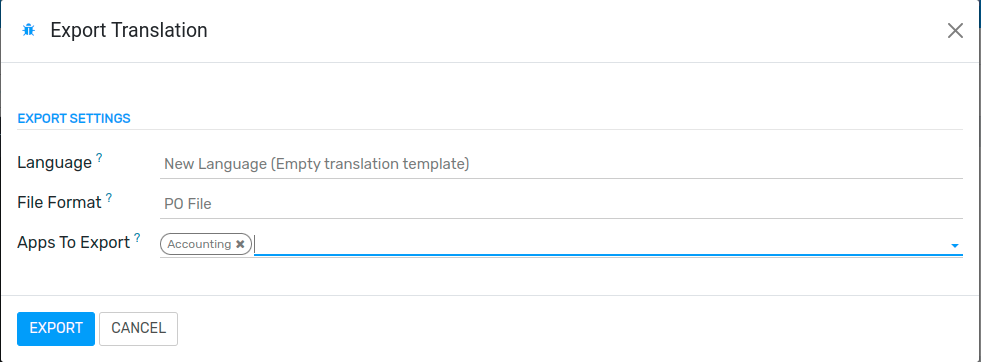 Export Translation
EXPORT SETTINGS
Language ? New Language (Empty translation template)
File Format ? PO File
Apps To Export ? Accounting ✖
EXPORT CANCEL